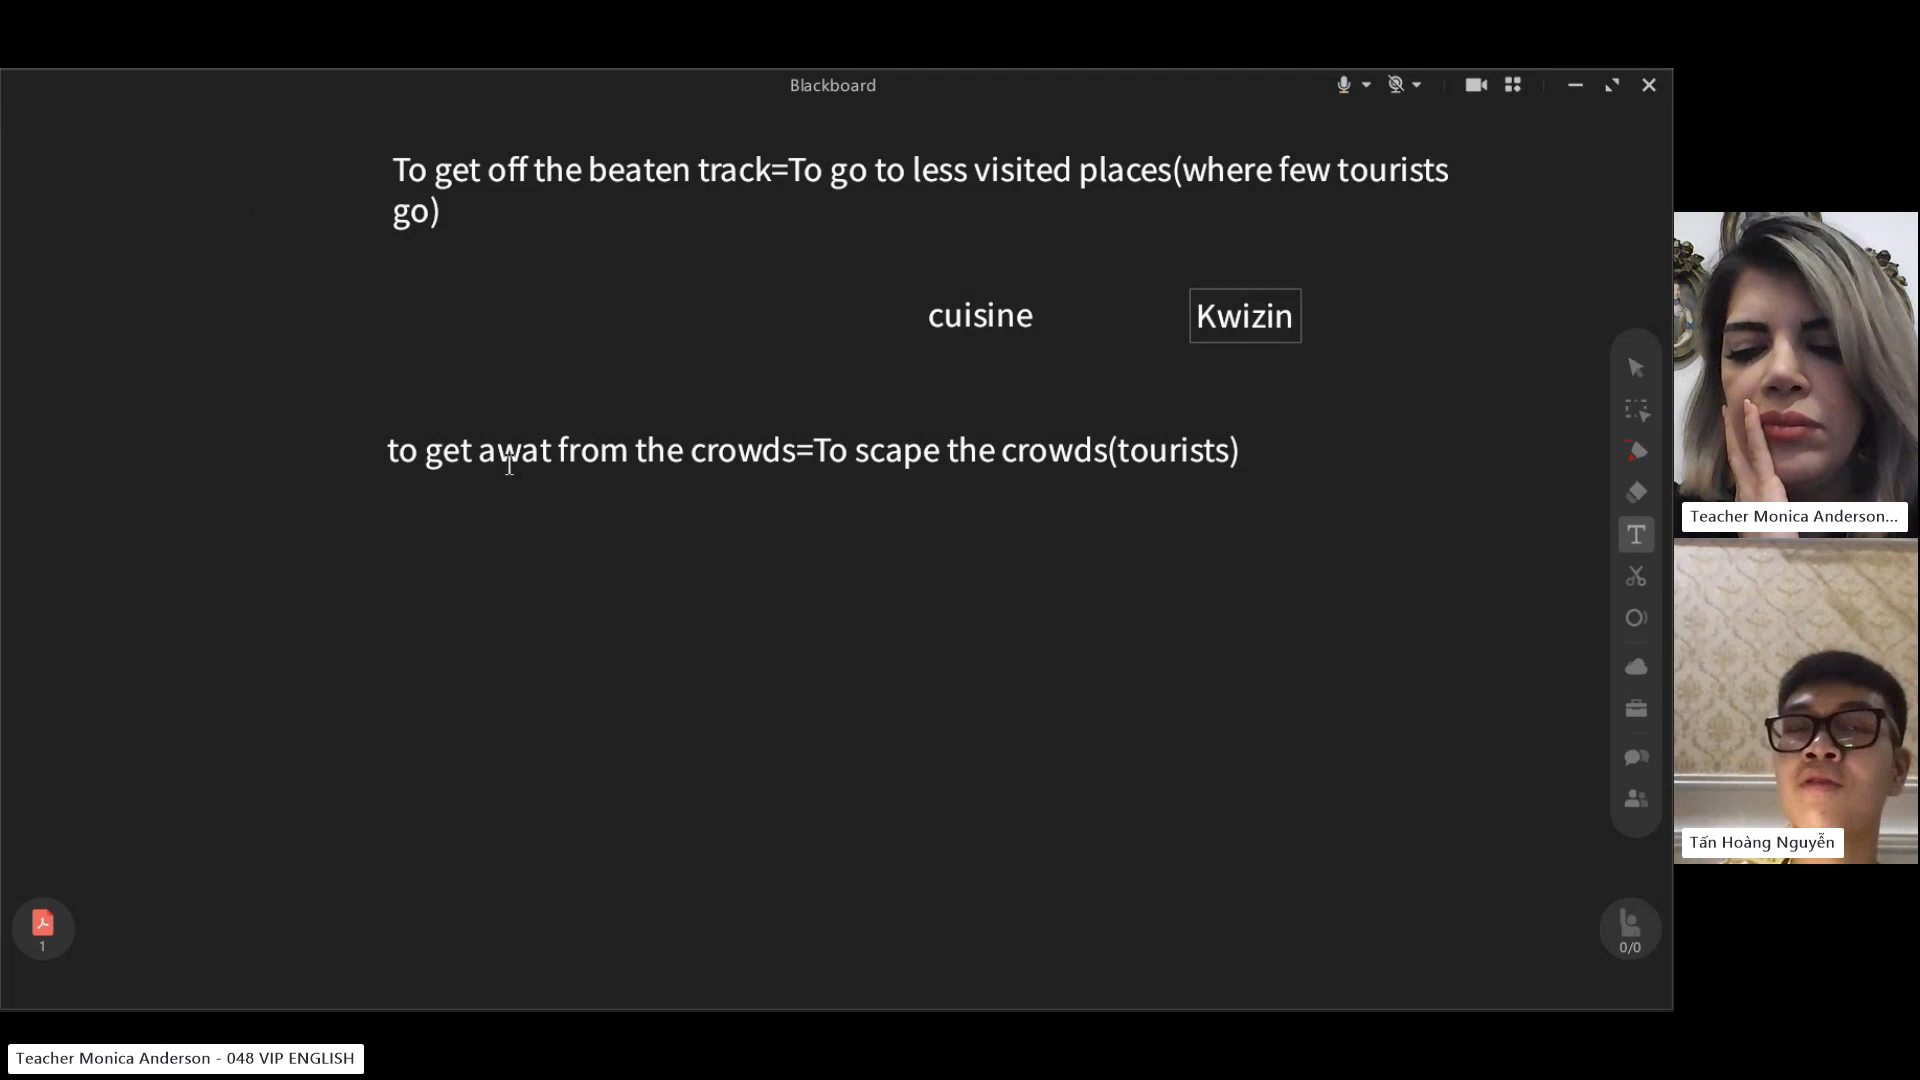 Blackboard
To get off the beaten track=To go to less visited places(where few tourists
go)
cuisine Kwizin
to get awat from the crowds=To scape the crowds(tourists)
T
Teacher Monica Anderson...
Tấn Hoàng Nguyễn
1
0/0
Teacher Monica Anderson - 048 VIP ENGLISH